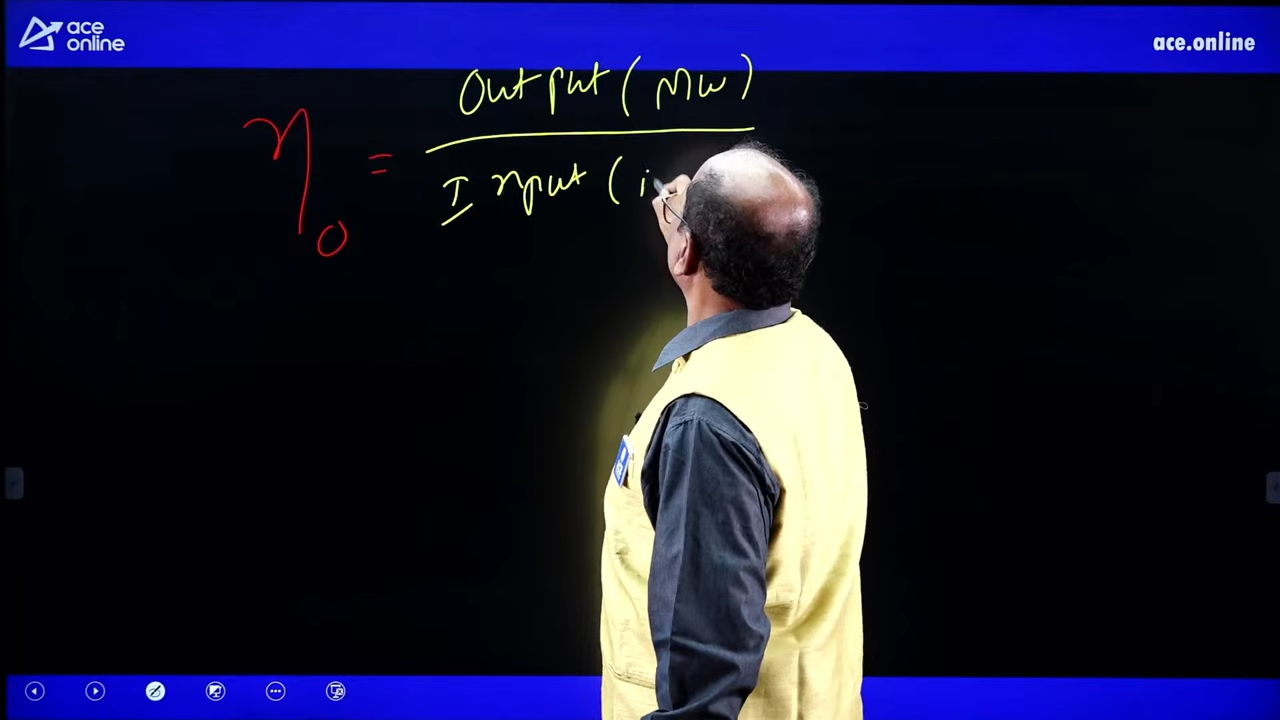 ace
online
ace.online
Output (MW)
η₀ =
Input (i